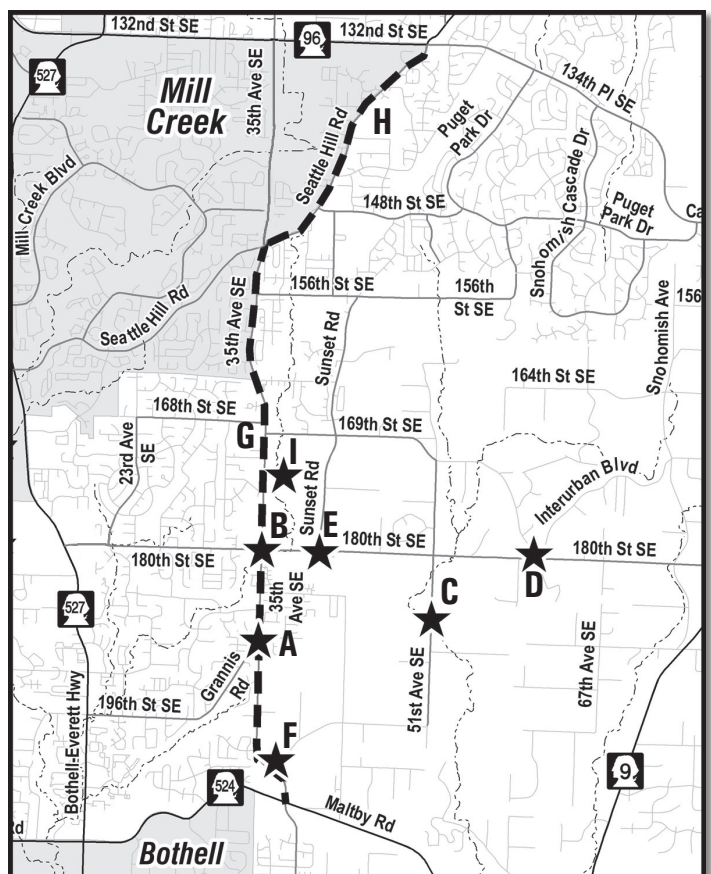 132nd St SE
132nd St SE
96
527
Mill
Creek
35th Ave SE
134th Pl SE
Seattle Hill Rd
H
Puget
Park Dr
Snohomish Cascade Dr
Mill Creek Blvd
148th St SE
Puget
Park Dr
Ca
35th Ave SE
156th St SE
156th
St SE
156
Seattle Hill Rd
Sunset Rd
Snohomish Ave
164th St SE
168th St SE
G
169th St SE
23rd Ave
SE
I
Sunset Rd
Interurban Blvd
B
E
180th St SE
180th St SE
180th St SE
D
35th
Ave SE
C
527
A
Grannis
Rd
51st Ave SE
67th Ave SE
196th St SE
Bothell-Everett Hwy
F
9
524
Maltby Rd
Rd
Bothell